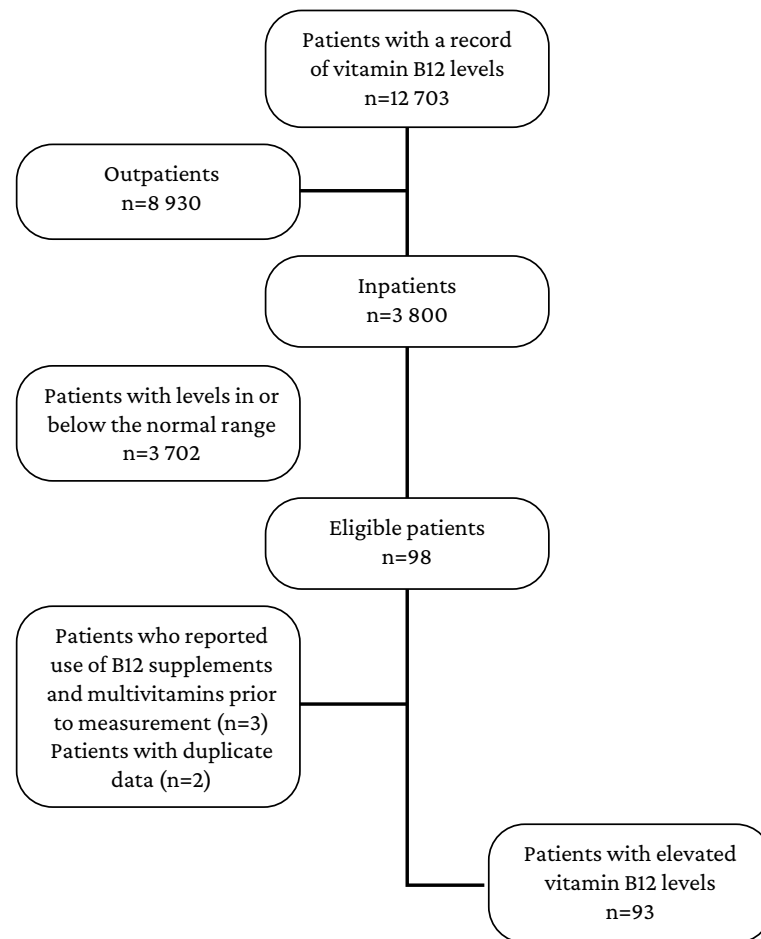 Patients with a record
of vitamin B12 levels
n=12 703
Outpatients
n=8 930
Inpatients
n=3 800
Patients with levels in or
below the normal range
n=3 702
Eligible patients
n=98
Patients who reported
use of B12 supplements
and multivitamins prior
to measurement (n=3)
Patients with duplicate
data (n=2)
Patients with elevated
vitamin B12 levels
n=93